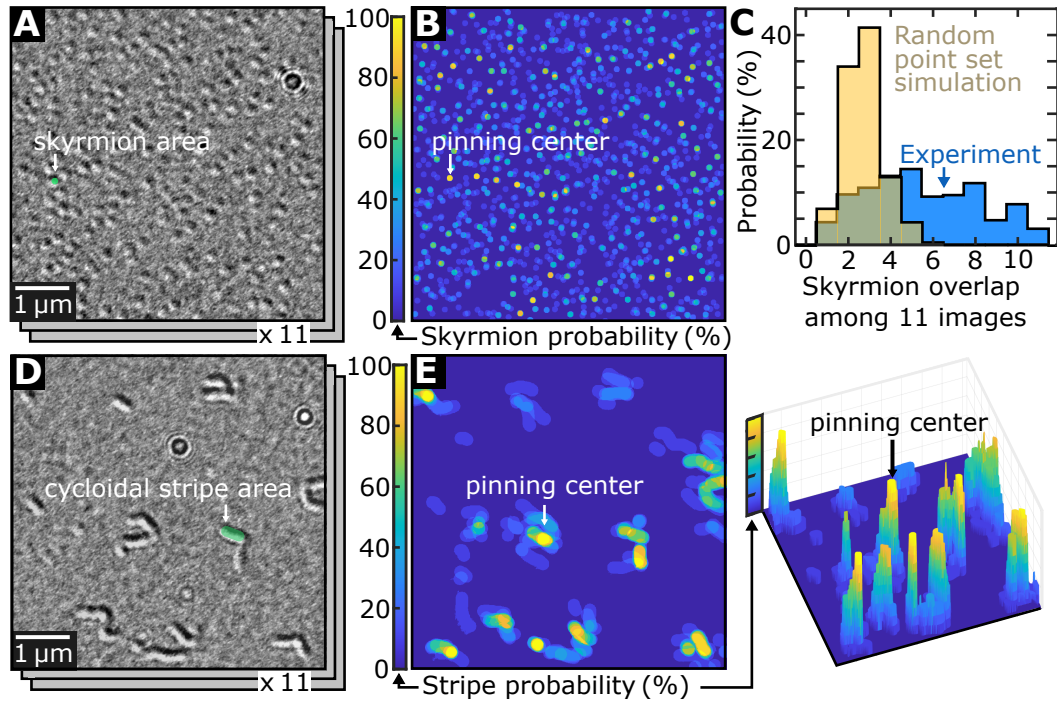 A
skyrmion area
1 μm
x 11
100
80
60
40
20
0
B
pinning center
Skyrmion probability (%)
C
Probability (%)
40
20
0
Random
point set
simulation
Experiment
0 2 4 6 8 10
Skyrmion overlap
among 11 images
D
cycloidal stripe area
1 μm
x 11
100
80
60
40
20
0
E
pinning center
Stripe probability (%)
pinning center